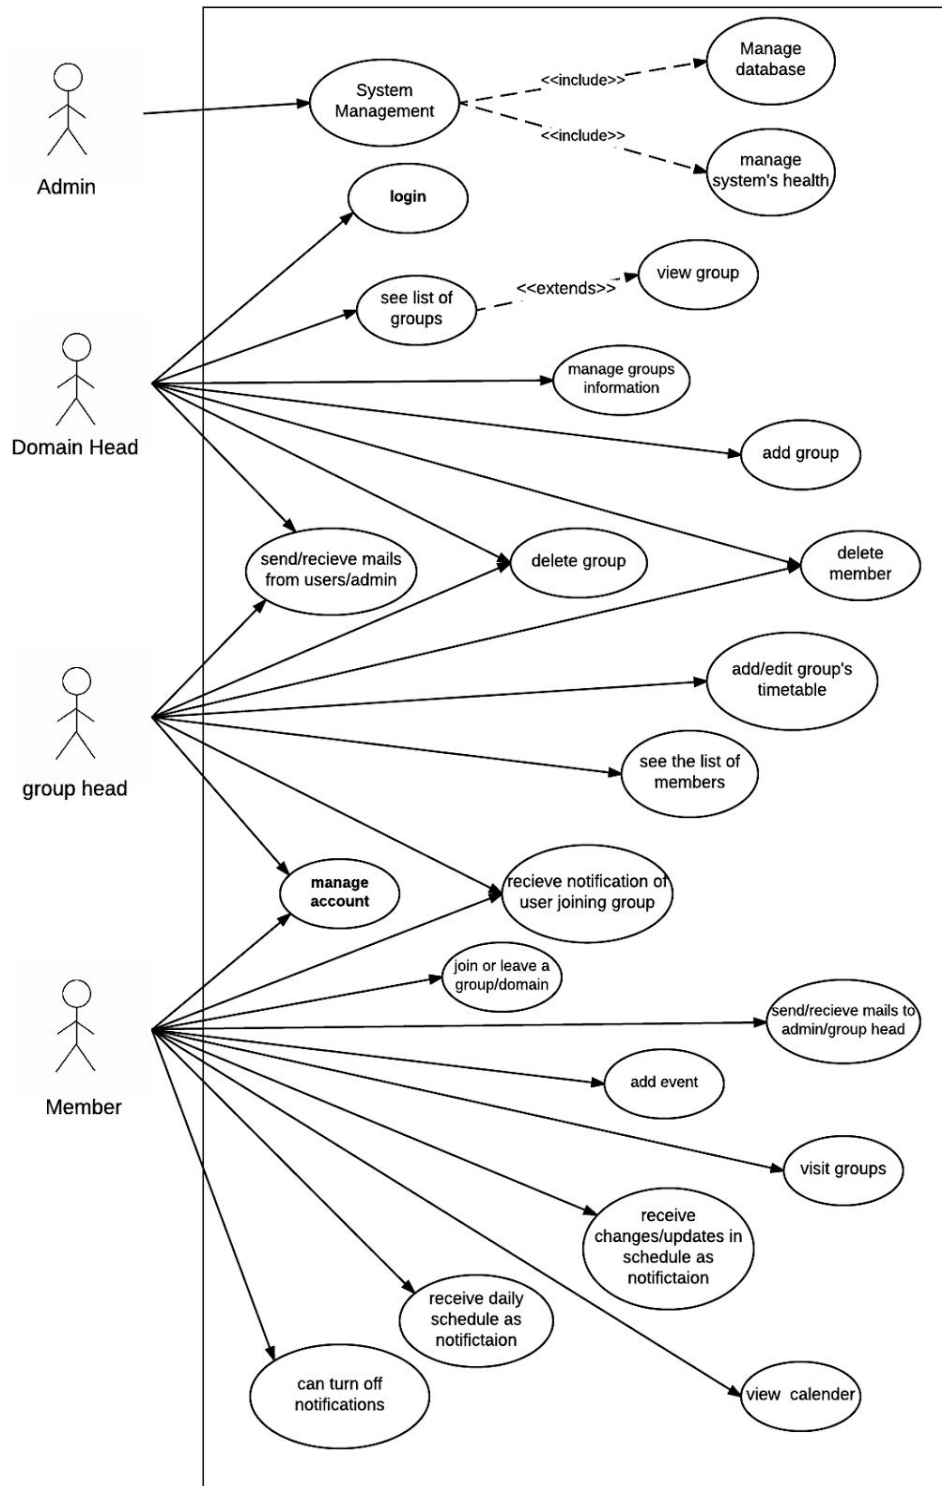 Manage
database
<<include>>
System
Management
<<include>>
manage
system's health
Admin
login
view group
<<extends>>
see list of
groups
manage groups
information
Domain Head
add group
send/recieve mails
from users/admin
delete group
delete
member
add/edit group's
timetable
group head
see the list of
members
manage
account
recieve notification of
user joining group
join or leave a
group/domain
send/recieve mails to
admin/group head
Member
add event
visit groups
receive
changes/updates in
schedule as
notifictaion
receive daily
schedule as
notifictaion
can turn off
notifications
view calender